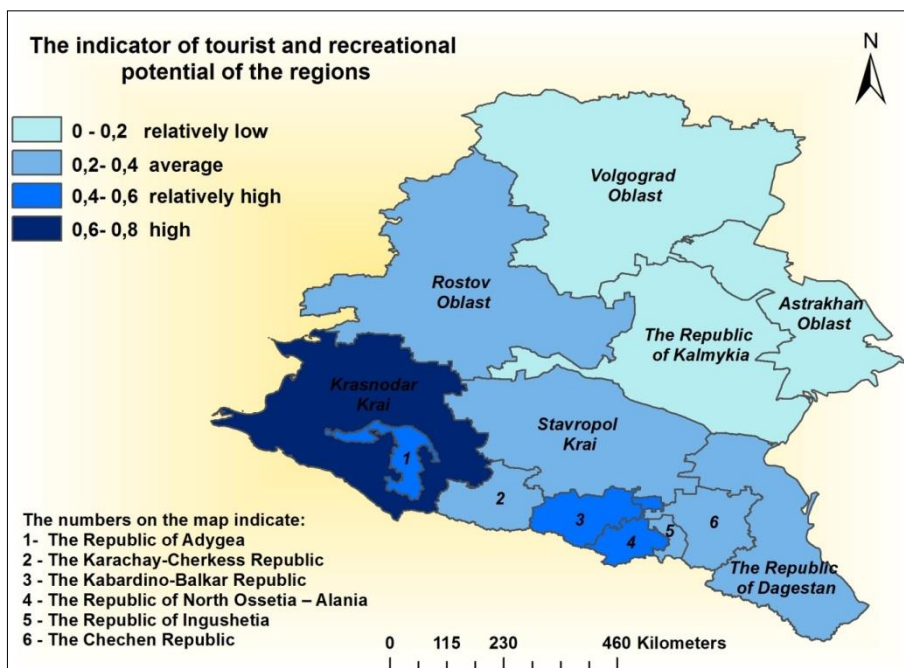 The indicator of tourist and recreational
potential of the regions
N
0 - 0,2 relatively low
0,2- 0,4 average
0,4- 0,6 relatively high
0,6- 0,8 high
Volgograd
Oblast
Rostov
Oblast
Astrakhan
Oblast
The Republic
of Kalmykia
Krasnodar
Krai
Stavropol
Krai
1
2
3
4
5
6
The Republic
of Dagestan
The numbers on the map indicate:
1- The Republic of Adygea
2 - The Karachay-Cherkess Republic
3 - The Kabardino-Balkar Republic
4 - The Republic of North Ossetia – Alania
5 - The Republic of Ingushetia
6 - The Chechen Republic
0 115 230 460 Kilometers